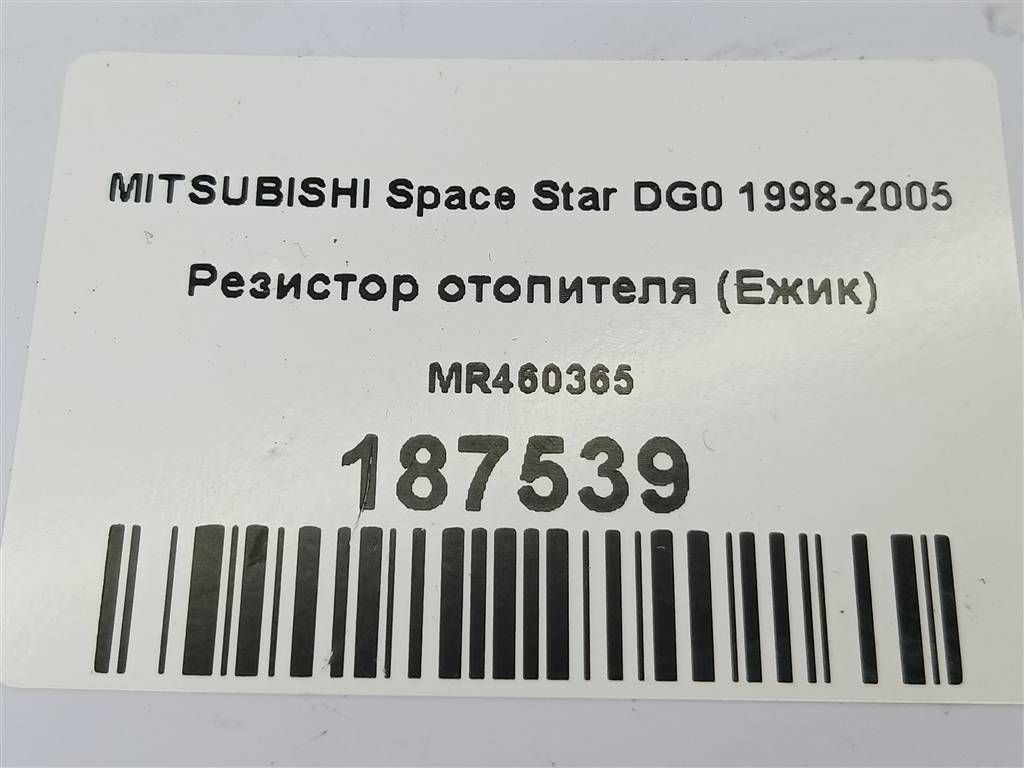 MITSUBISHI Space Star DG0 1998-2005
Резистор отопителя (Ежик)
MR460365
187539